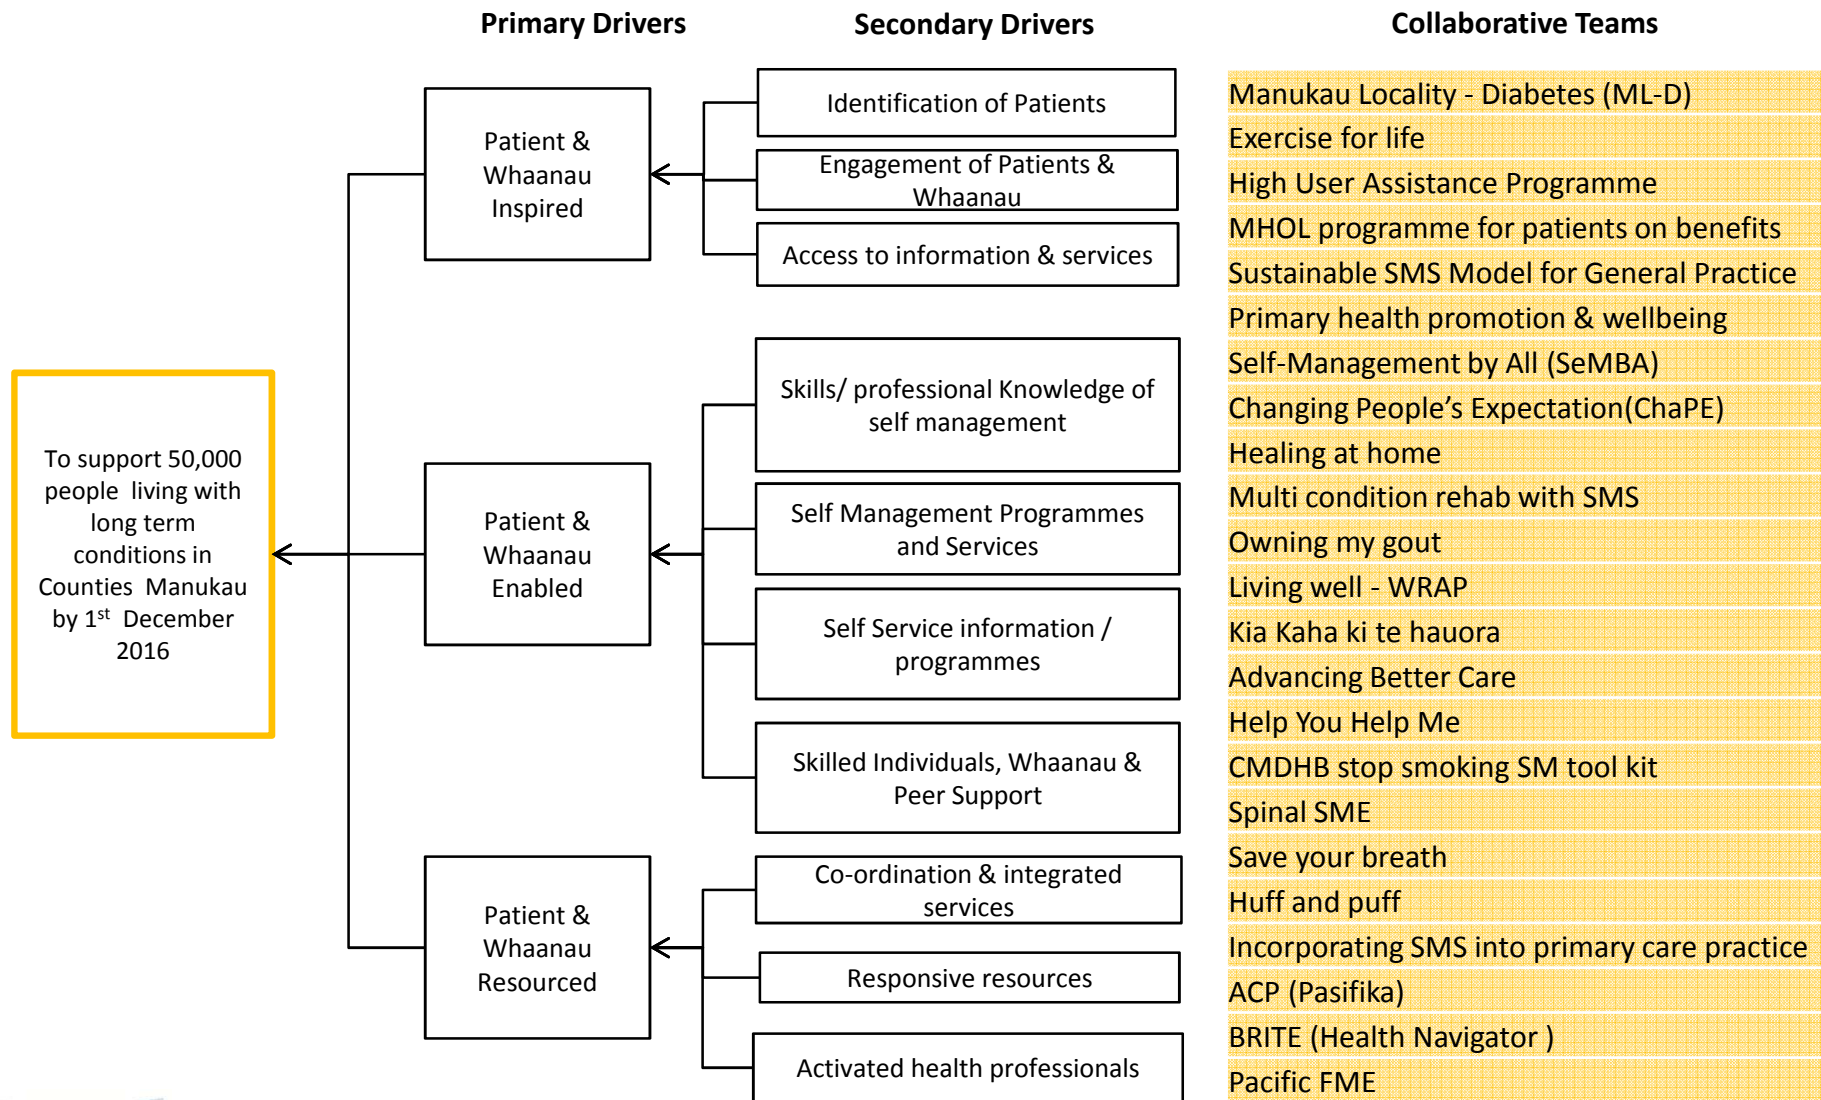 Primary Drivers
Secondary Drivers
Collaborative Teams
To support 50,000
people living with
long term
conditions in
Counties Manukau
by 1st December
2016
Patient &
Whaanau
Inspired
Identification of Patients
Engagement of Patients &
Whaanau
Access to information & services
Patient &
Whaanau
Enabled
Skills/ professional Knowledge of
self management
Self Management Programmes
and Services
Self Service information /
programmes
Skilled Individuals, Whaanau &
Peer Support
Patient &
Whaanau
Resourced
Co-ordination & integrated
services
Responsive resources
Activated health professionals
Manukau Locality - Diabetes (ML-D)
Exercise for life
High User Assistance Programme
MHOL programme for patients on benefits
Sustainable SMS Model for General Practice
Primary health promotion & wellbeing
Self-Management by All (SeMBA)
Changing People’s Expectation(ChaPE)
Healing at home
Multi condition rehab with SMS
Owning my gout
Living well - WRAP
Kia Kaha ki te hauora
Advancing Better Care
Help You Help Me
CMDHB stop smoking SM tool kit
Spinal SME
Save your breath
Huff and puff
Incorporating SMS into primary care practice
ACP (Pasifika)
BRITE (Health Navigator )
Pacific FME